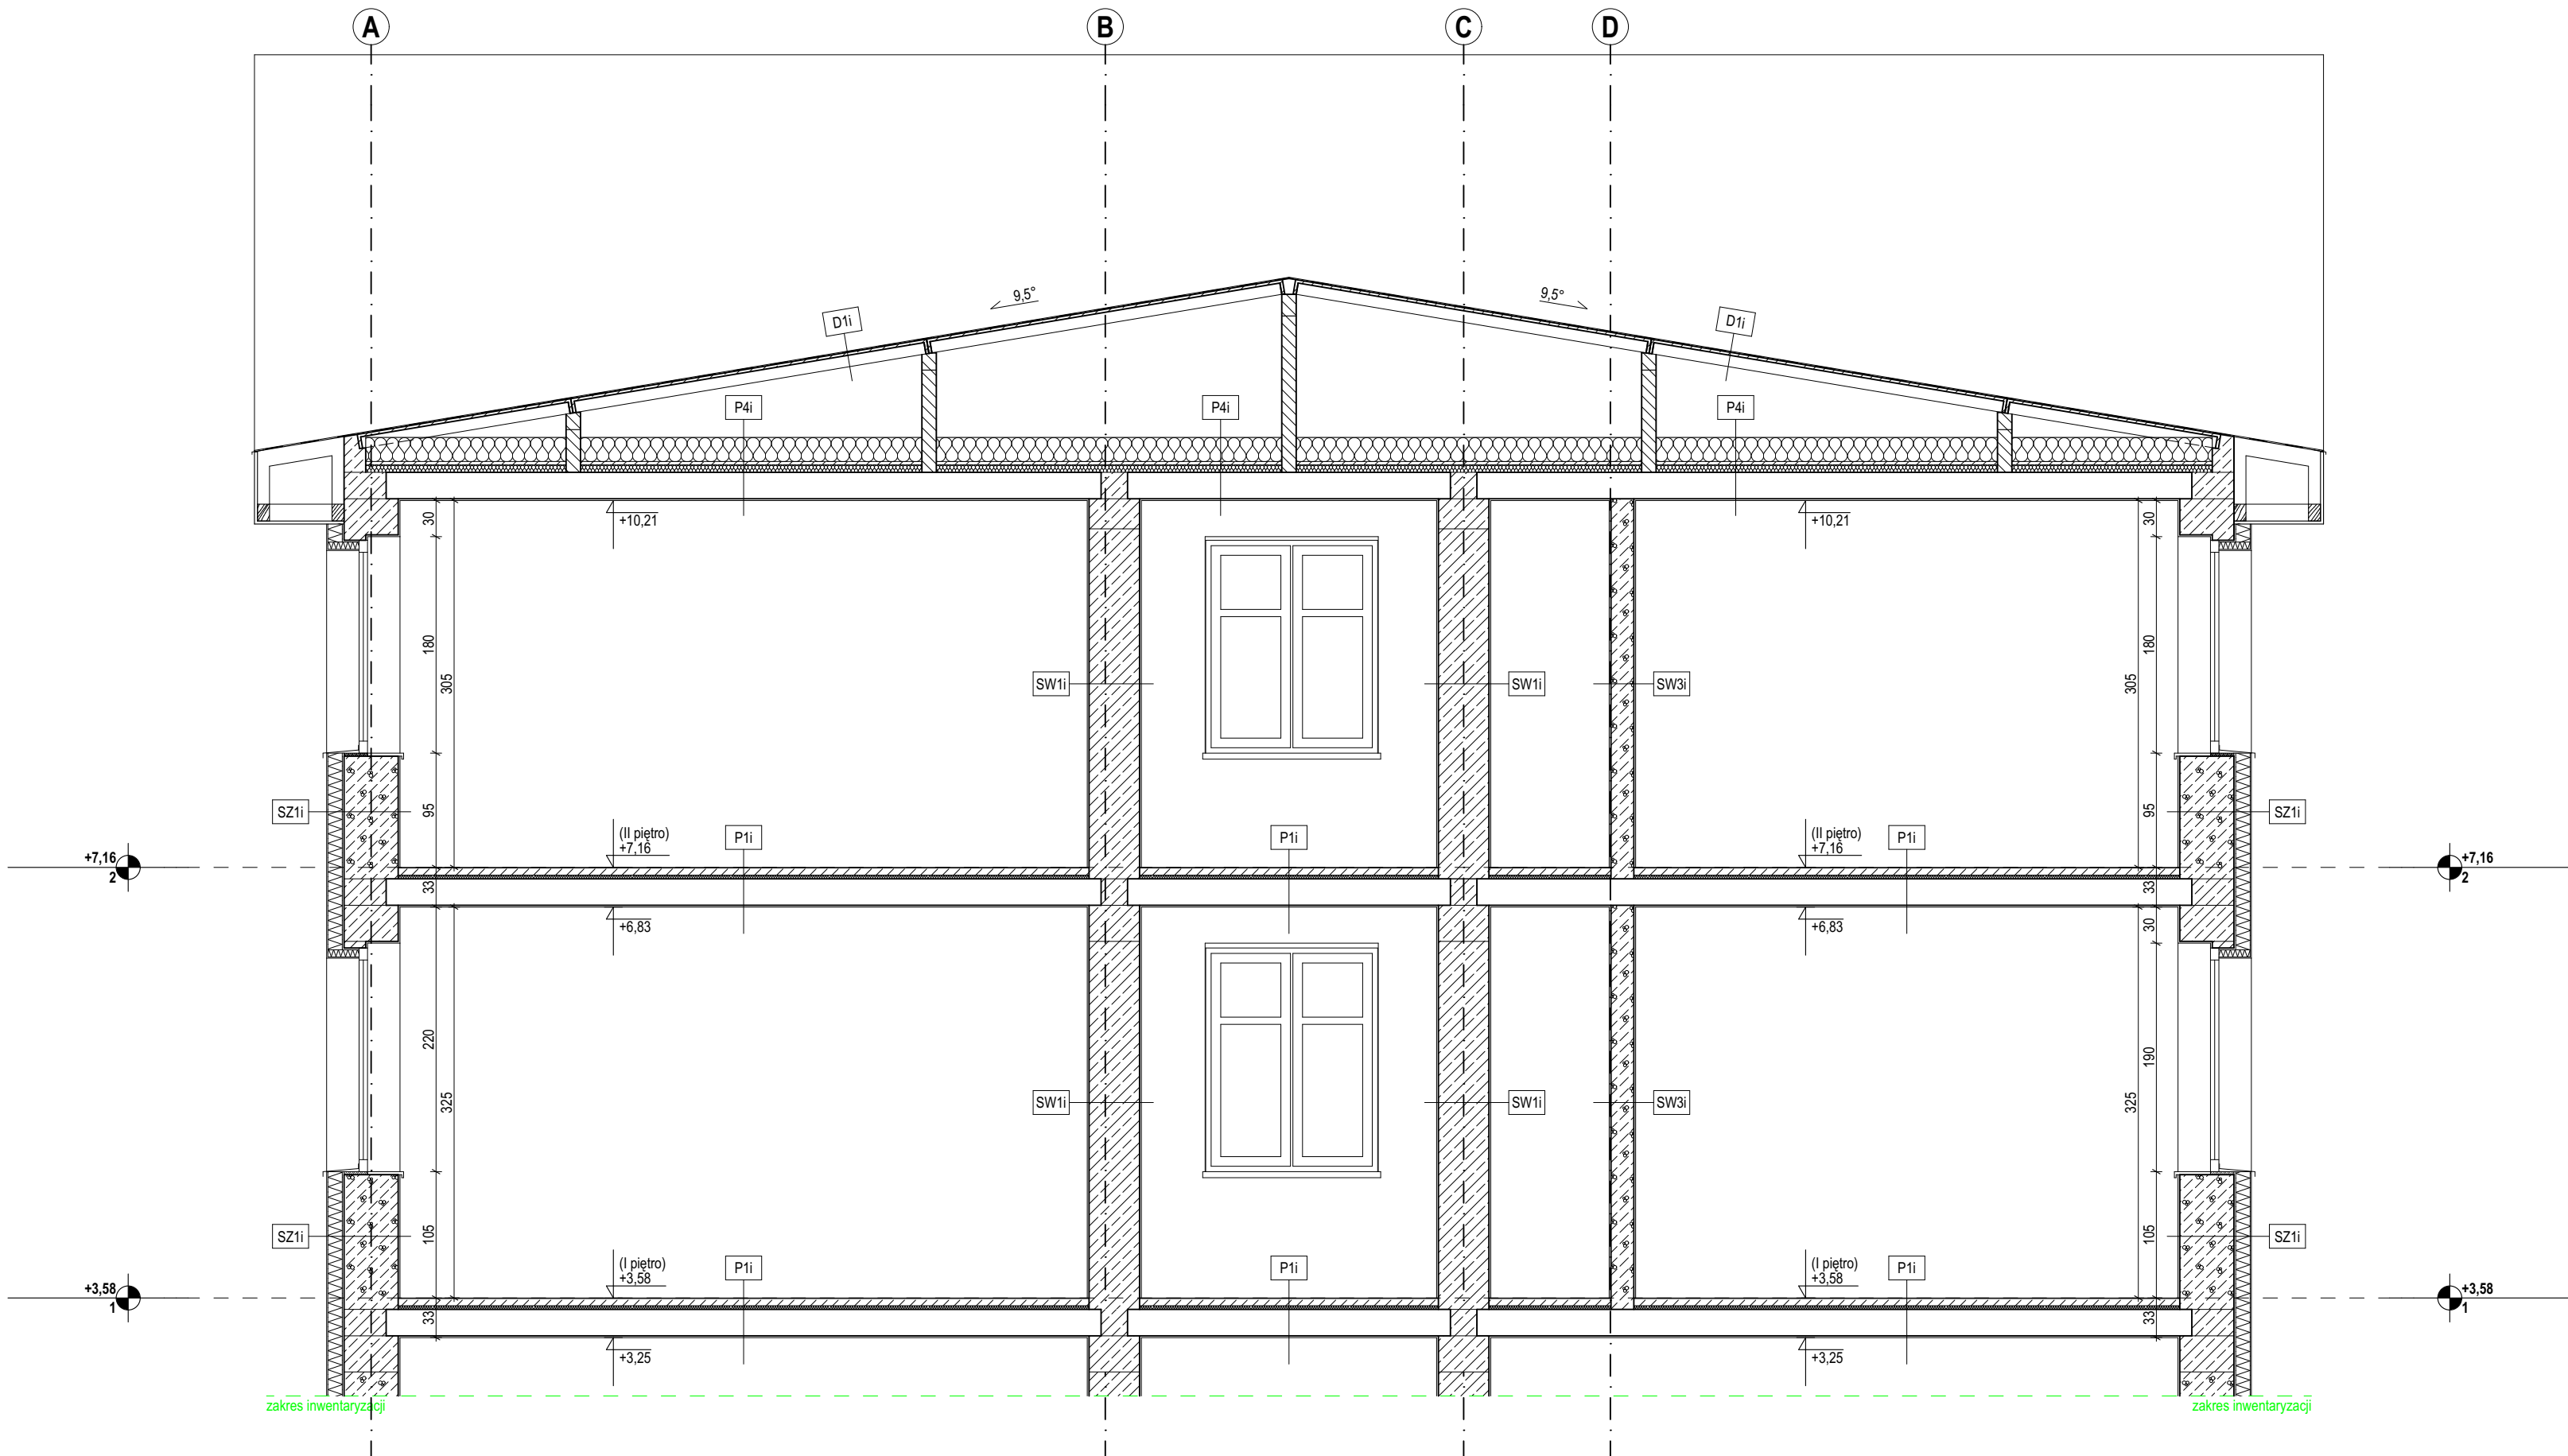 A
B
C
D
9,5°
9,5°
D1i
D1i
P4i
P4i
P4i
30
+10,21
+10,21
30
180
305
SW1i
SW1i
SW3i
305
180
SZ1i
95
(II piętro)
+7,16
P1i
P1i
(II piętro)
+7,16
P1i
95
SZ1i
+7,16
2
+7,16
2
33
33
+6,83
+6,83
30
220
325
SW1i
SW1i
SW3i
325
190
SZ1i
105
(I piętro)
+3,58
P1i
P1i
(I piętro)
+3,58
P1i
105
SZ1i
+3,58
1
+3,58
1
33
33
+3,25
+3,25
zakres inwentaryzacji
zakres inwentaryzacji